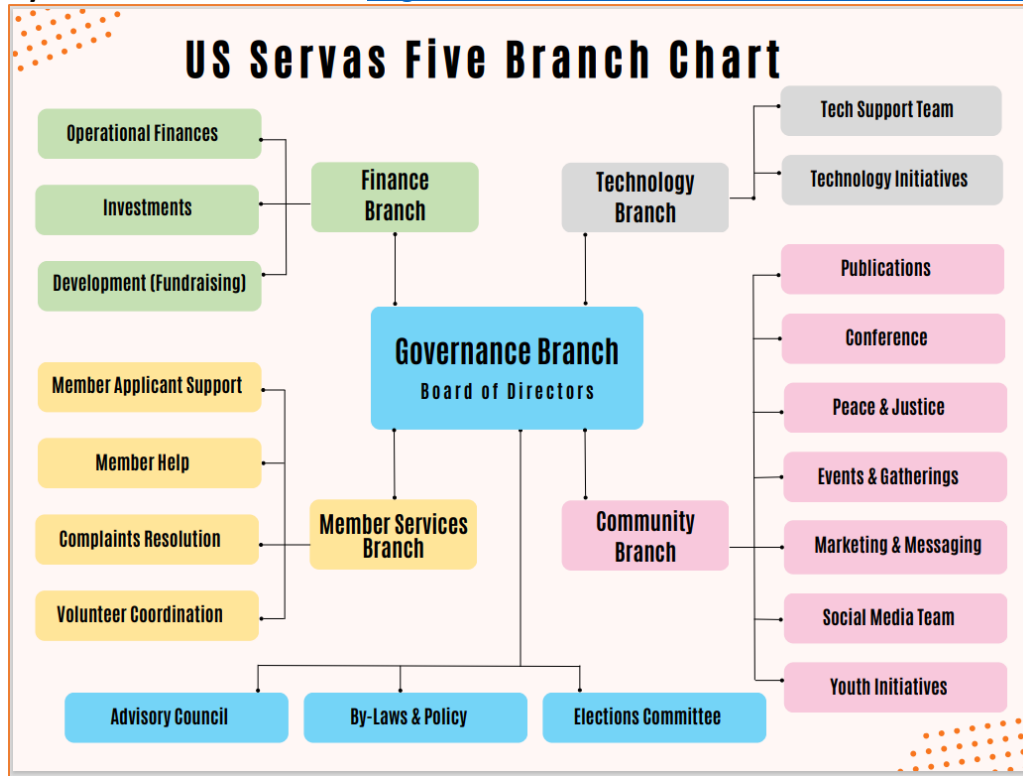 US Servas Five Branch Chart
Operational Finances
Investments
Development (Fundraising)
Finance
Branch
Technology
Branch
Tech Support Team
Technology Initiatives
Governance Branch
Board of Directors
Member Applicant Support
Member Help
Complaints Resolution
Volunteer Coordination
Member Services
Branch
Community
Branch
Publications
Conference
Peace & Justice
Events & Gatherings
Marketing & Messaging
Social Media Team
Youth Initiatives
Advisory Council
By-Laws & Policy
Elections Committee